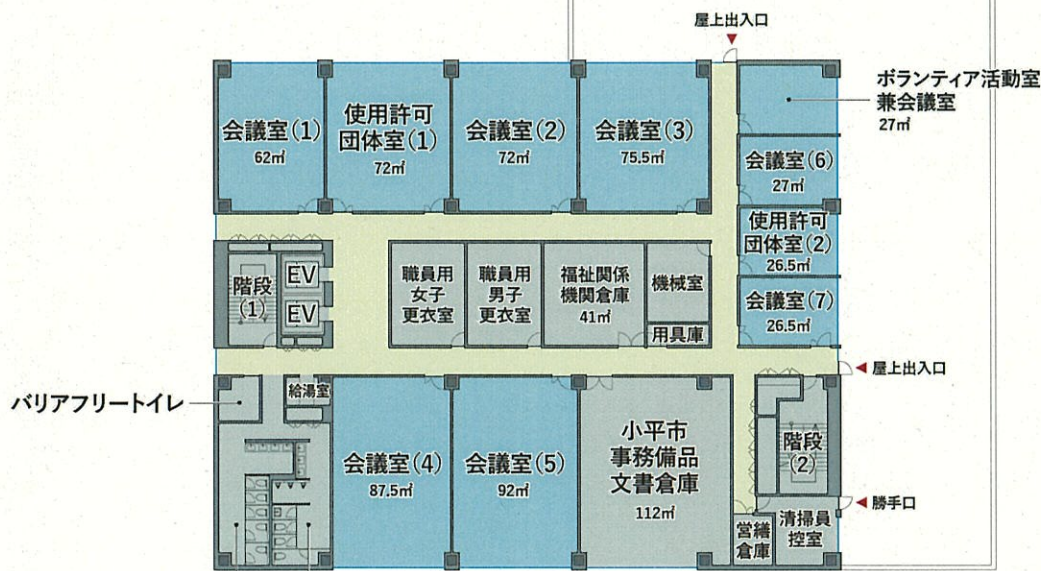 屋上出入口
ボランティア活動室
兼会議室
27㎡
会議室(1)
62㎡
使用許可
団体室(1)
72㎡
会議室(2)
72㎡
会議室(3)
75.5㎡
会議室(6)
27㎡
使用許可
団体室(2)
26.5㎡
会議室(7)
26.5㎡
階段
(1)
EV
EV
職員用
女子
更衣室
職員用
男子
更衣室
福祉関係
機関倉庫
41㎡
機械室
用具庫
屋上出入口
バリアフリートイレ
給湯室
会議室(4)
87.5㎡
会議室(5)
92㎡
小平市
事務備品
文書倉庫
112㎡
階段
(2)
勝手口
営繕
倉庫
清掃員
控室